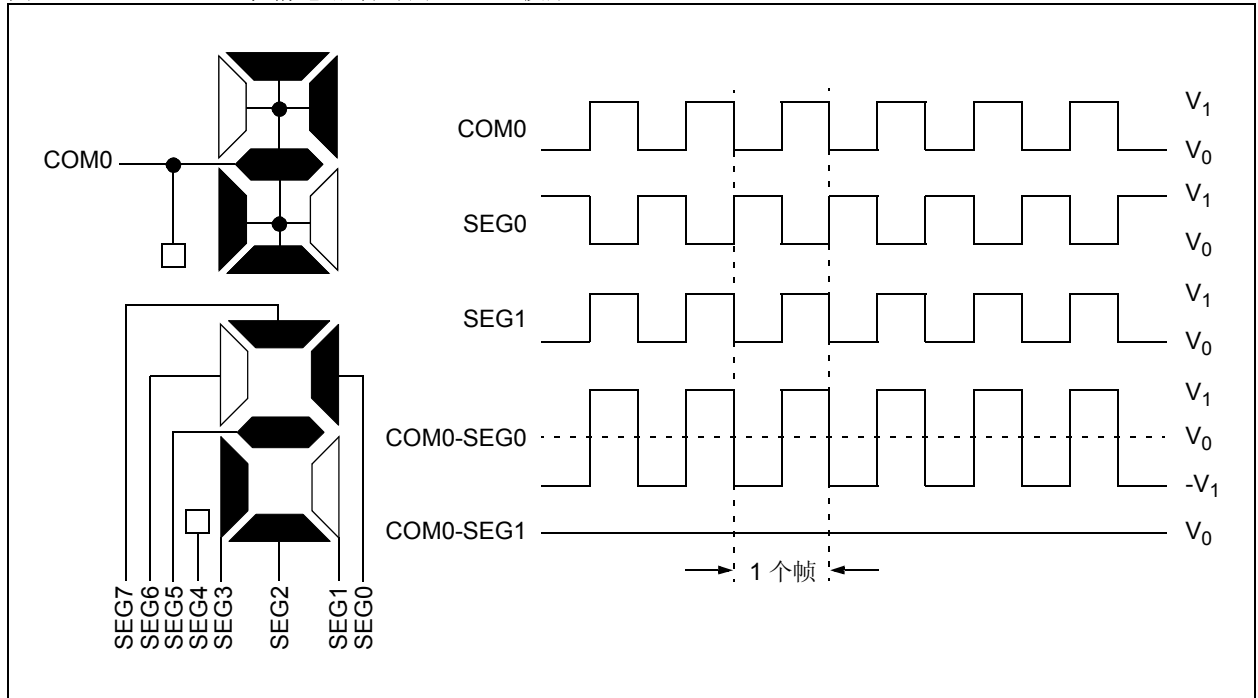 COM0
SEG7
SEG6
SEG5
SEG4
SEG3
SEG2
SEG1
SEG0
COM0
V1
V0
SEG0
V1
V0
SEG1
V1
V0
COM0-SEG0
V1
V0
-V1
COM0-SEG1
V0
1 个帧